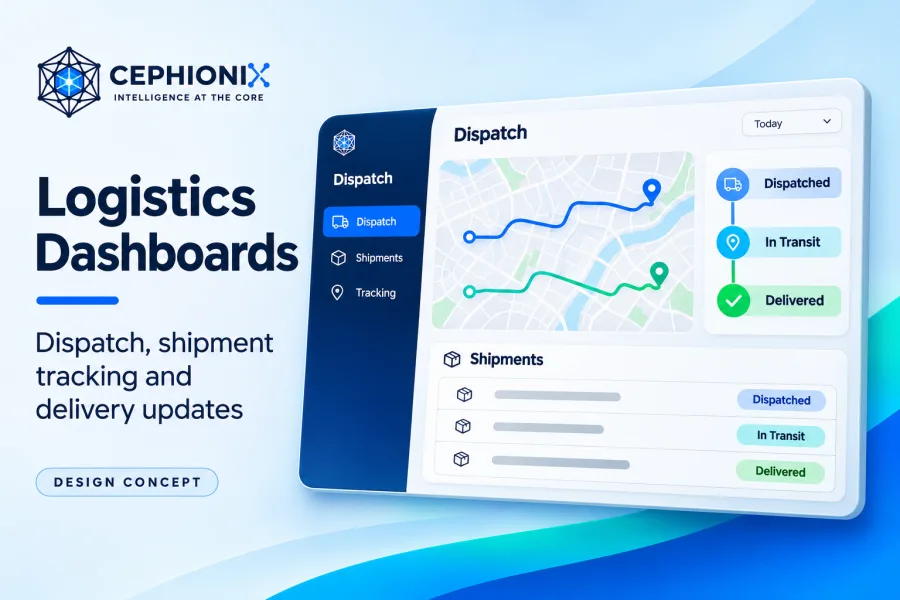 CEPHIONIX
INTELLIGENCE AT THE CORE
Logistics
Dashboards
Dispatch, shipment
tracking and
delivery updates
DESIGN CONCEPT
Dispatch
Dispatch
Shipments
Tracking
Dispatch
Today
Dispatched
In Transit
Delivered
Shipments
Dispatched
In Transit
Delivered